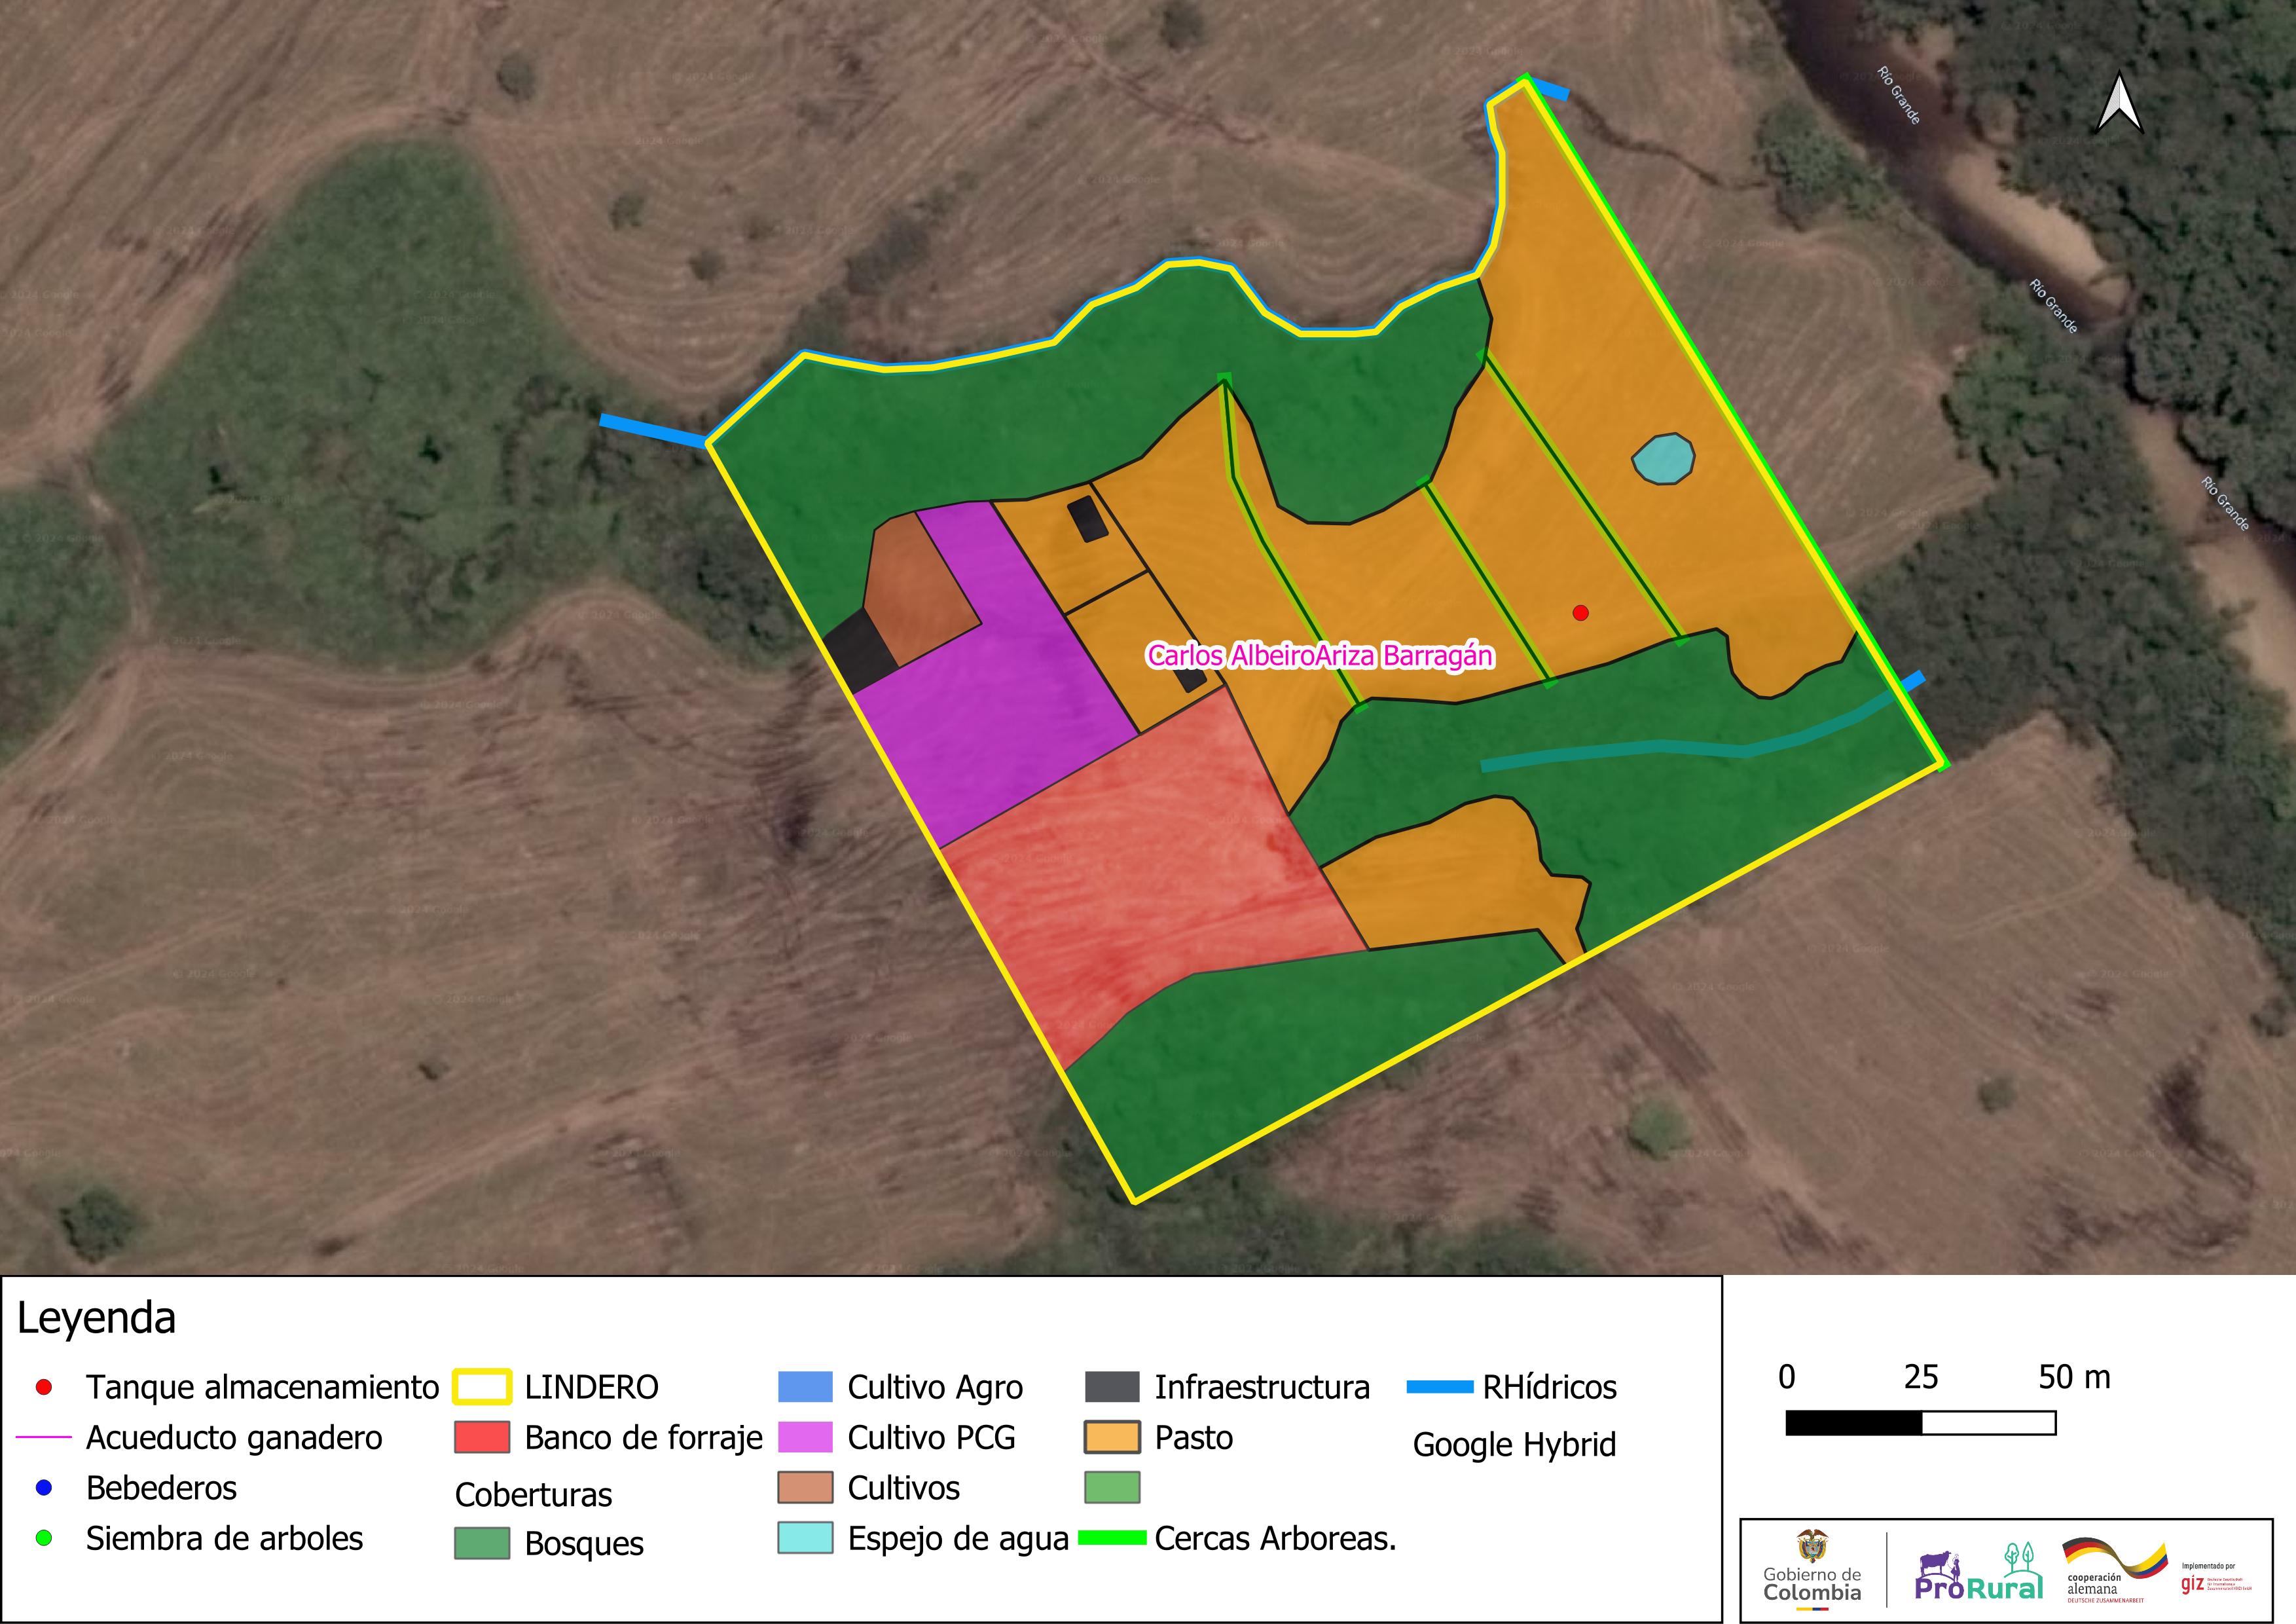 Río Grande
Río Grande
Río Grande
Carlos AlbeiroAriza Barragán
Leyenda
Tanque almacenamiento
Acueducto ganadero
Bebederos
Siembra de arboles
LINDERO
Banco de forraje
Coberturas
Bosques
Cultivo Agro
Cultivo PCG
Cultivos
Espejo de agua
Infraestructura
Pasto
Cercas Arboreas.
RHídricos
Google Hybrid
0 25 50 m
Gobierno de
Colombia
ProRural
cooperación
alemana
DEUTSCHE ZUSAMMENARBEIT
Implementado por
giz